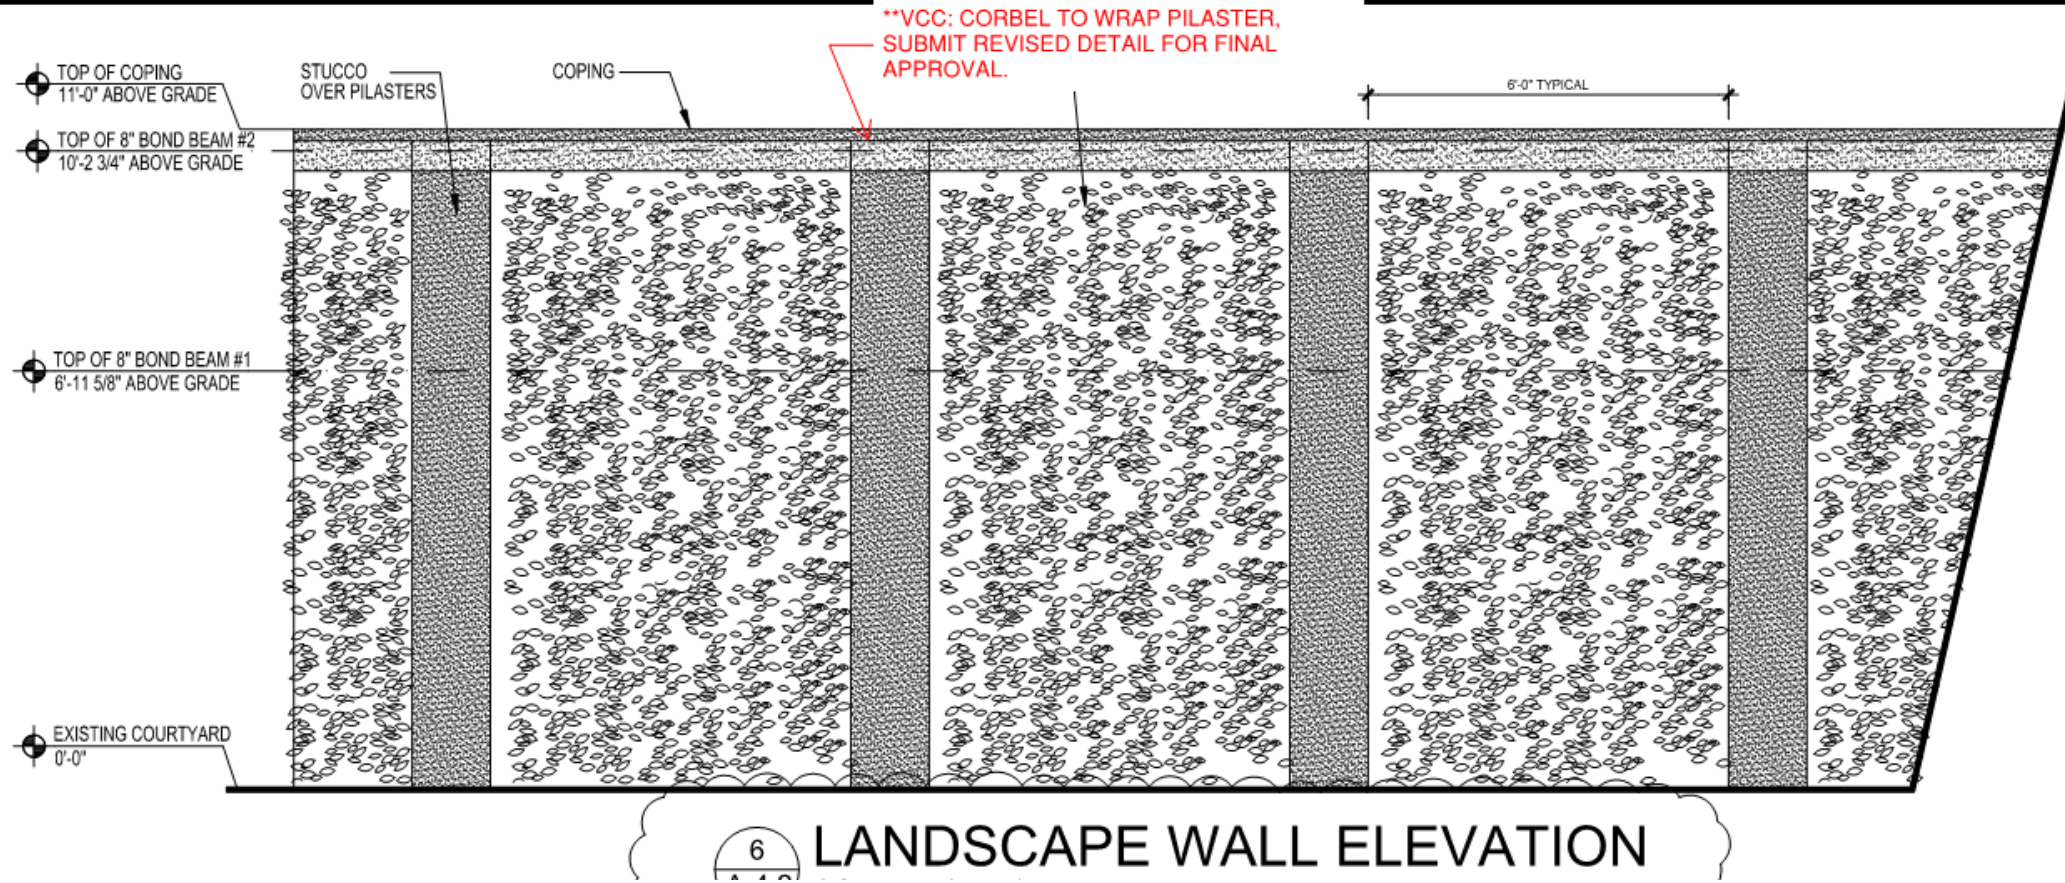 **VCC: CORBEL TO WRAP PILASTER,
SUBMIT REVISED DETAIL FOR FINAL
APPROVAL.
TOP OF COPING
11'-0" ABOVE GRADE
STUCCO
OVER PILASTERS
COPING
6'-0" TYPICAL
TOP OF 8" BOND BEAM #2
10'-2 3/4" ABOVE GRADE
TOP OF 8" BOND BEAM #1
6'-11 5/8" ABOVE GRADE
EXISTING COURTYARD
0'-0"
6
LANDSCAPE WALL ELEVATION